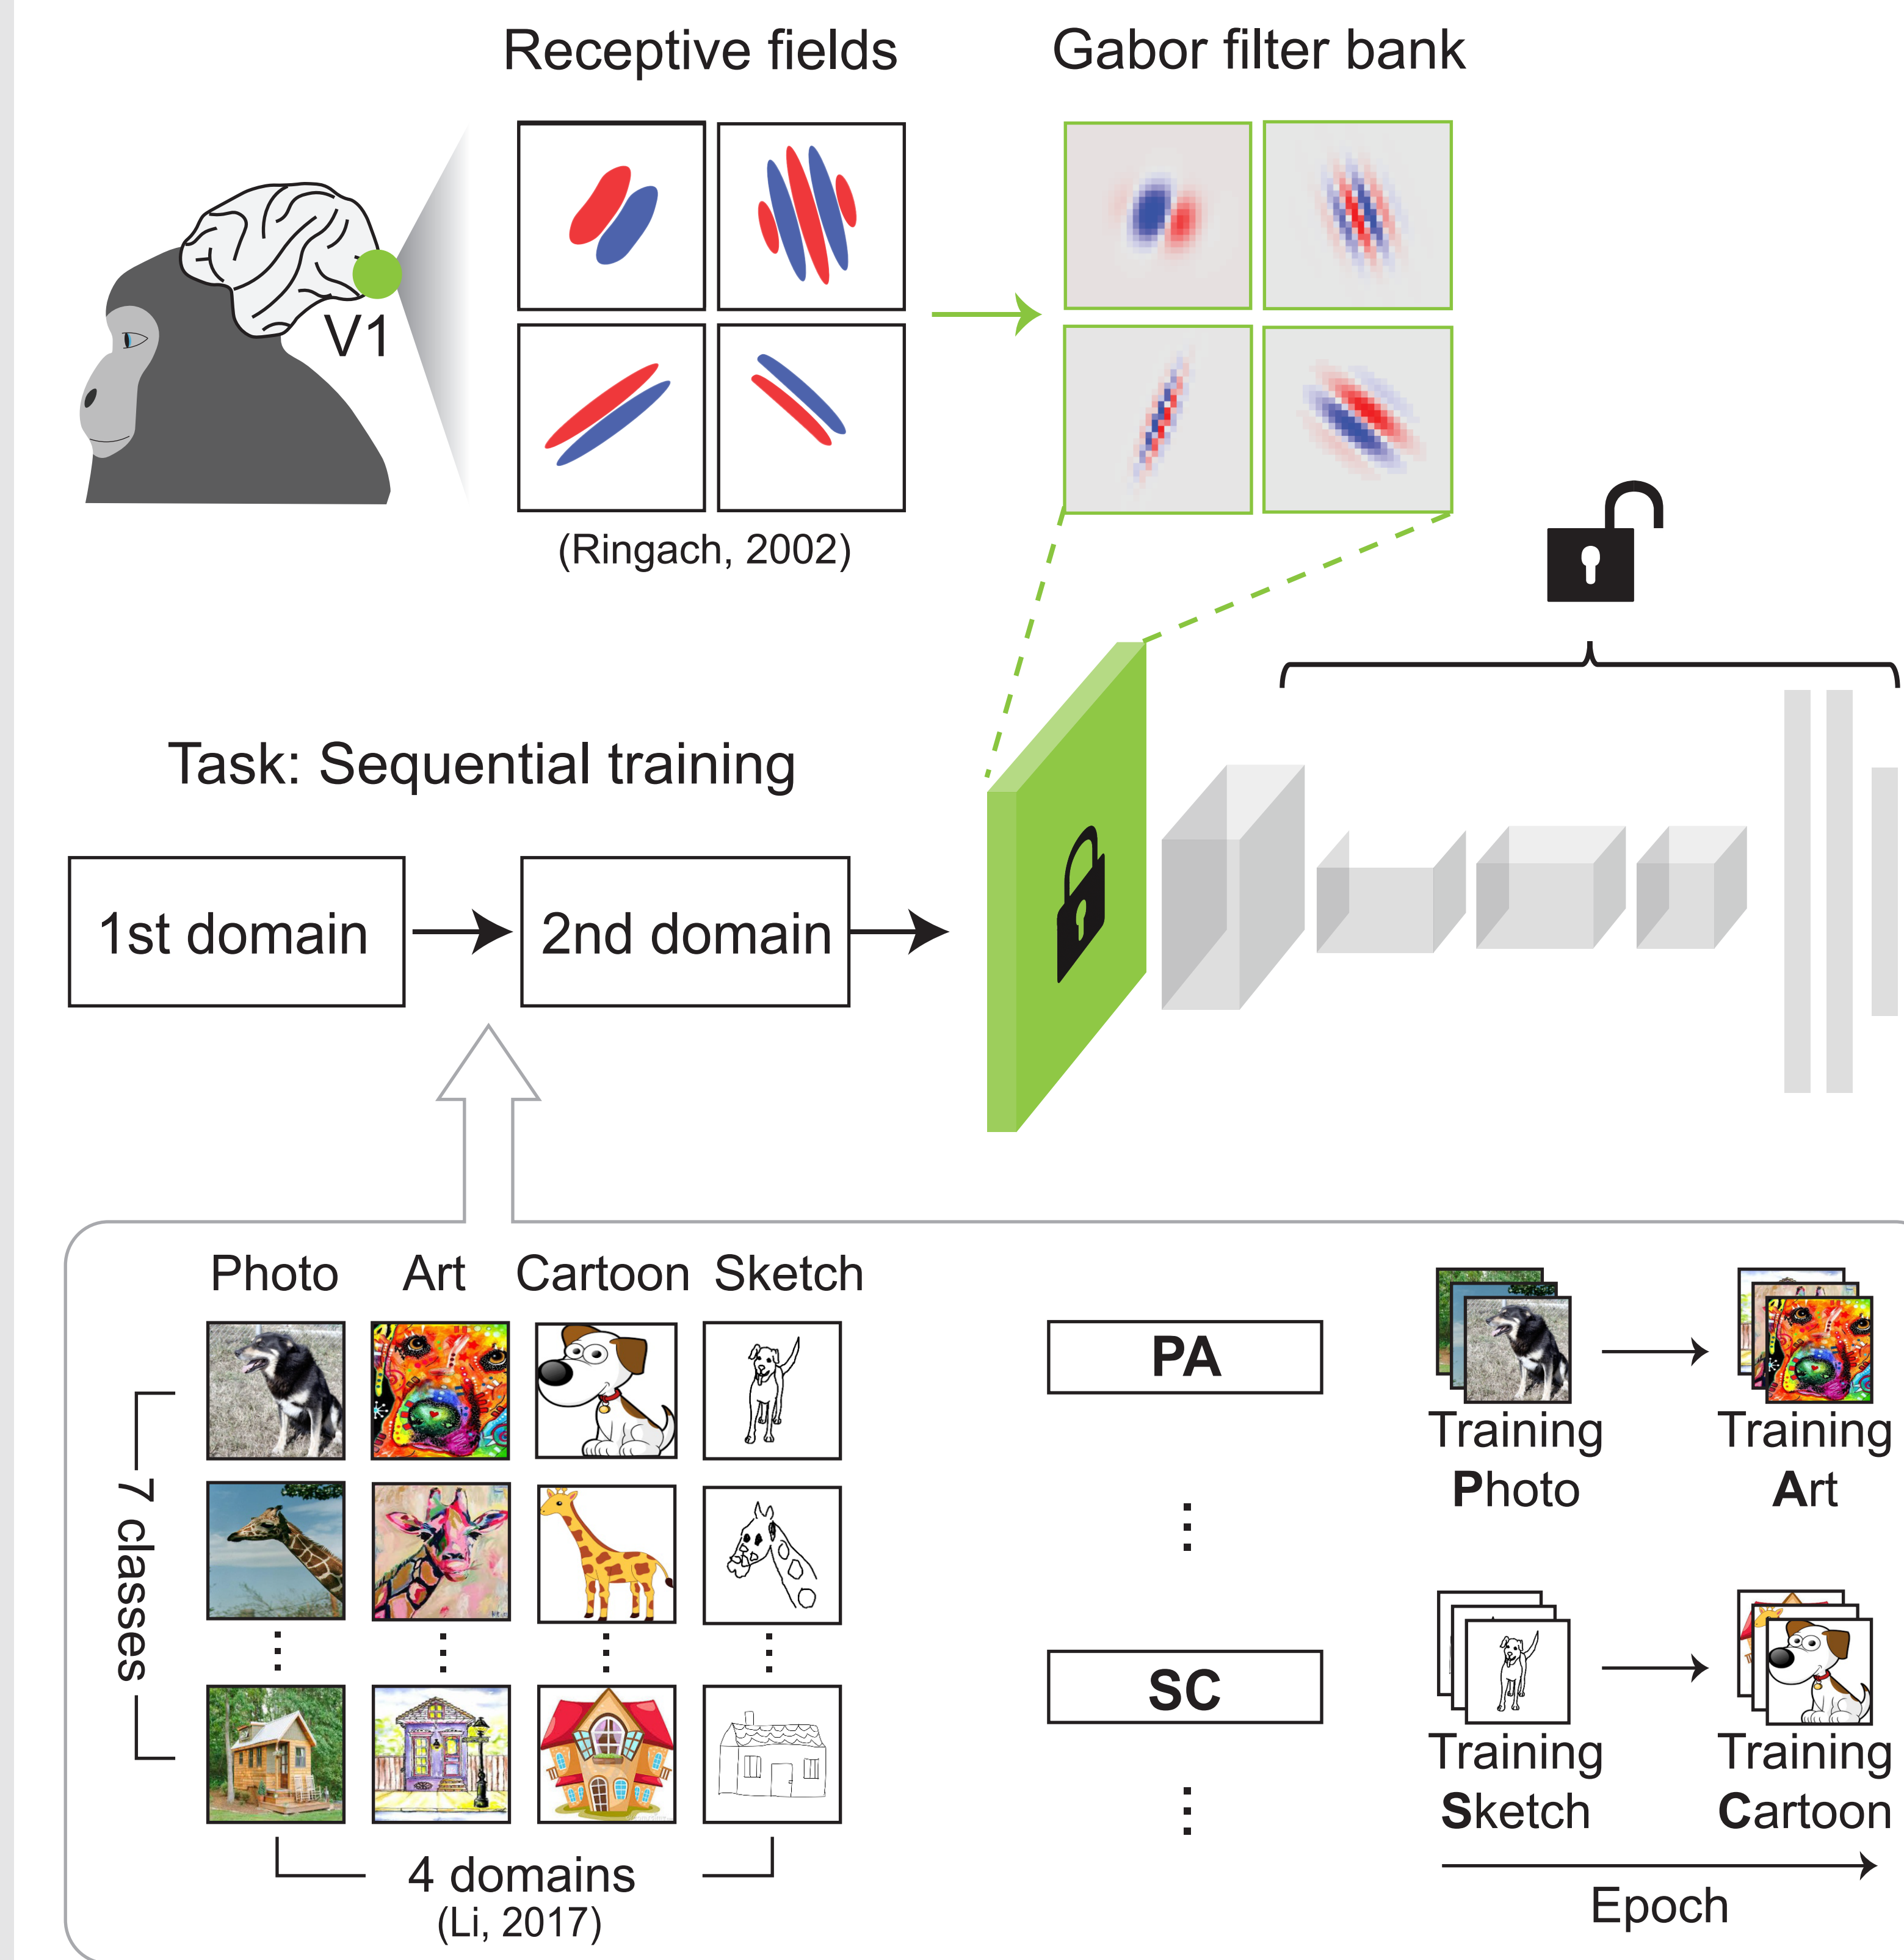 Receptive fields
Gabor filter bank
V1
(Ringach, 2002)
Task: Sequential training
1st domain
2nd domain
Photo
Art
Cartoon
Sketch
7 classes
4 domains
(Li, 2017)
PA
Training
Photo
Training
Art
SC
Training
Sketch
Training
Cartoon
Epoch